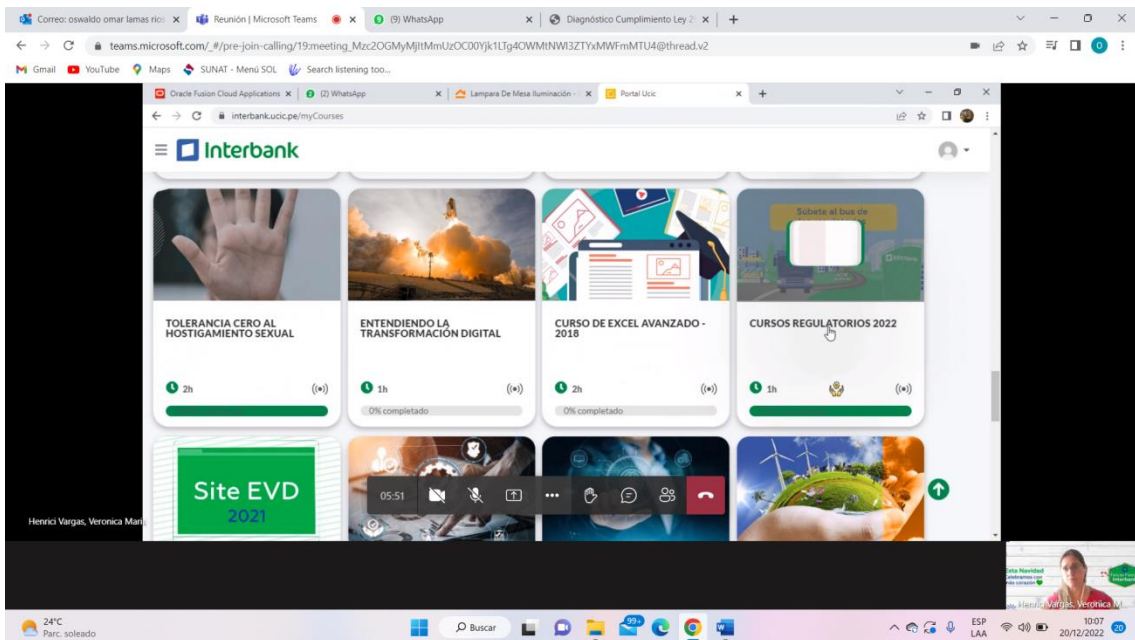 Correo: oswaldo omar lamas rios
Reunión | Microsoft Teams
(9) WhatsApp
Diagnóstico Cumplimiento Ley 2
teams.microsoft.com/_#/pre-join-calling/19:meeting_Mzc2OGMyMjItMmUzOC00Yjk1LTg4OWMtNWI3ZTYxMWFmMTU4@thread.v2
Gmail
YouTube
Maps
SUNAT - Menú SOL
Search listening too...
Oracle Fusion Cloud Applications
(2) WhatsApp
Lampara De Mesa Iluminación -
Portal Ucic
interbank.ucic.pe/myCourses
Interbank
Súbete al bus de
TOLERANCIA CERO AL
HOSTIGAMIENTO SEXUAL
2h
ENTENDIENDO LA
TRANSFORMACIÓN DIGITAL
1h
0% completado
CURSO DE EXCEL AVANZADO -
2018
2h
0% completado
CURSOS REGULATORIOS 2022
1h
Site EVD
2021
05:51
Henrici Vargas, Veronica Mari
Esta Navidad
Celebramos con
más corazón
Henrici Vargas, Veronica M...
24°C
Parc. soleado
Buscar
99+
ESP
LAA
10:07
20/12/2022
20